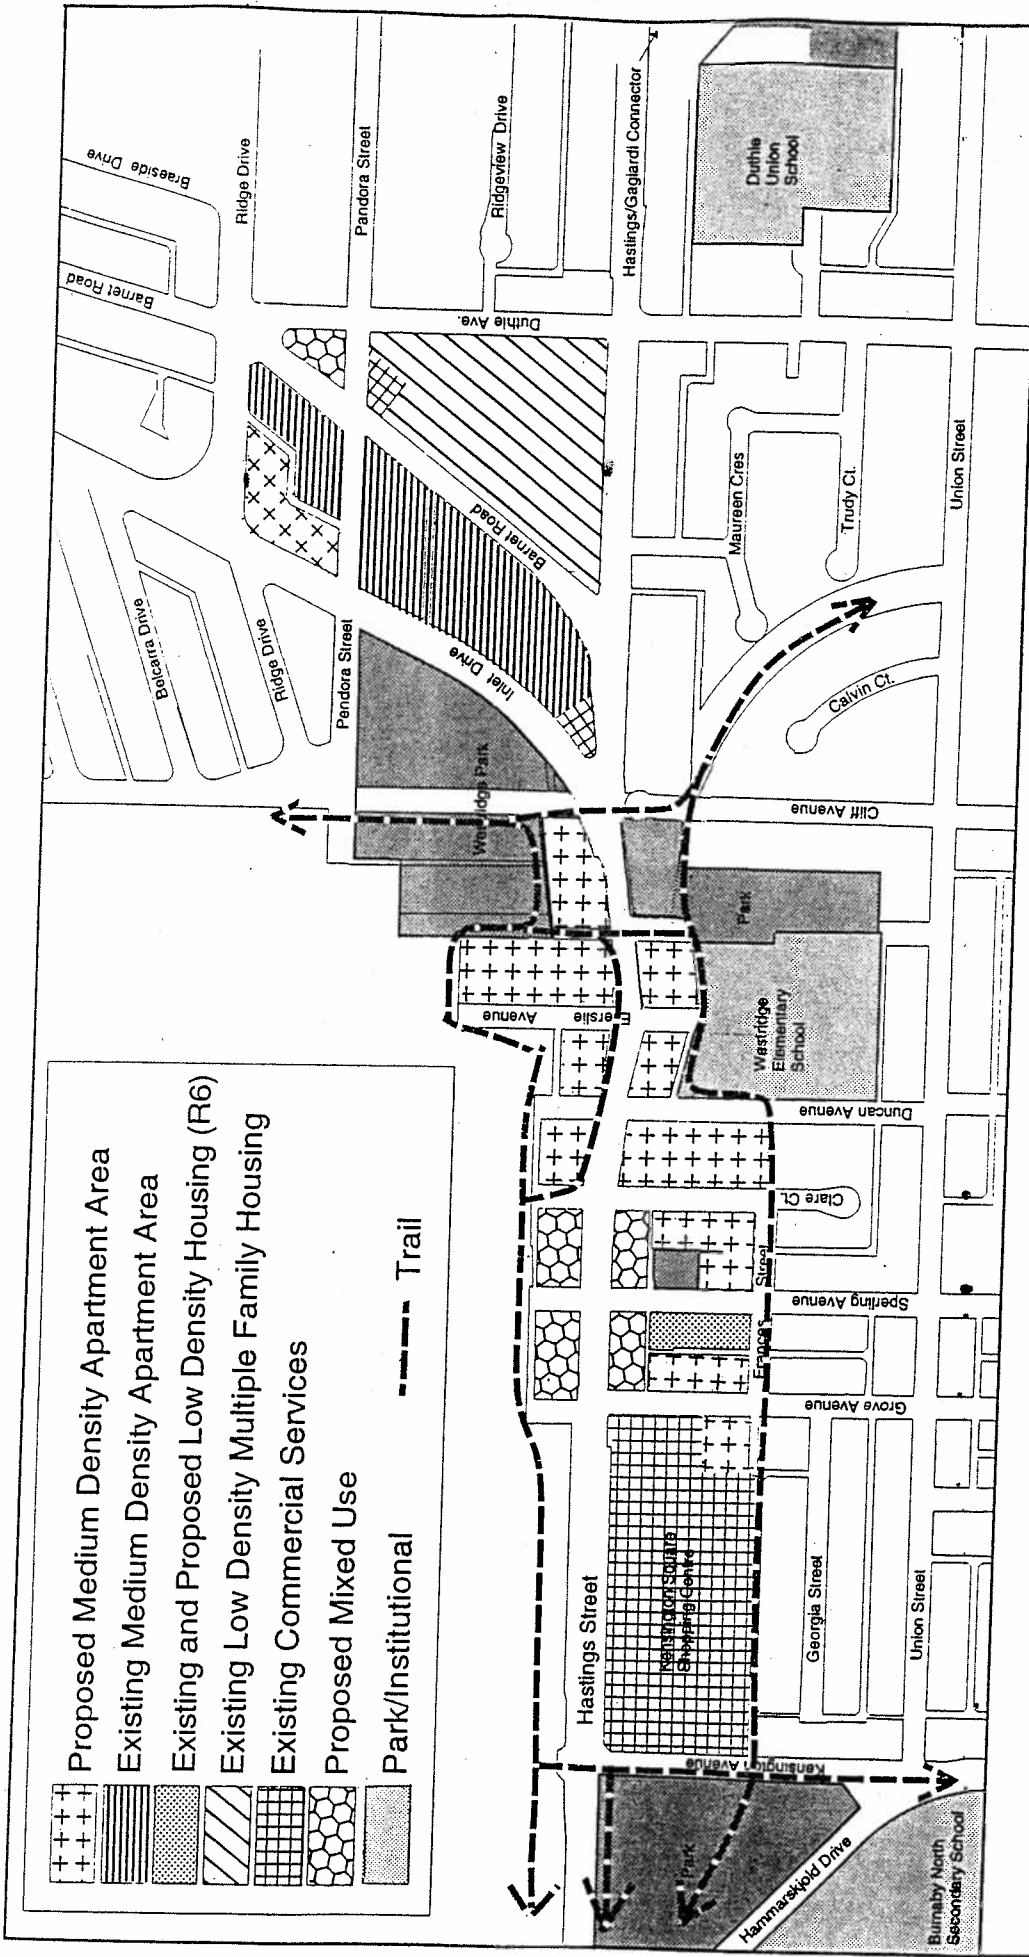 Proposed Medium Density Apartment Area
Existing Medium Density Apartment Area
Existing and Proposed Low Density Housing (R6)
Existing Low Density Multiple Family Housing
Existing Commercial Services
Proposed Mixed Use
Park/Institutional
Trail
Braeside Drive
Barnet Road
Ridge Drive
Pandora Street
Ridgeview Drive
Hastings/Gagliardi Connector
Duthie
Union
School
Duthie Ave.
Belcarra Drive
Ridge Drive
Pandora Street
Inlet Drive
Barnet Road
Maureen Cres
Trudy Ct.
Union Street
Calvin Ct.
Cliff Avenue
Westridge Park
Park
Westridge
Elementary
School
Avenue
Duncan Avenue
Clare Ct.
Sperling Avenue
Frances Street
Grove Avenue
Hastings Street
Kensington Square
Shopping Centre
Georgia Street
Union Street
Kensington Avenue
Park
Hammarskjold Drive
Burnaby North
Secondary School